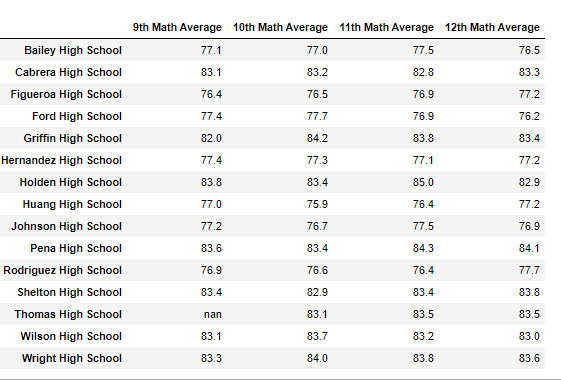 9th Math Average 10th Math Average 11th Math Average 12th Math Average
Bailey High School 77.1 77.0 77.5 76.5
Cabrera High School 83.1 83.2 82.8 83.3
Figueroa High School 76.4 76.5 76.9 77.2
Ford High School 77.4 77.7 76.9 76.2
Griffin High School 82.0 84.2 83.8 83.4
Hernandez High School 77.4 77.3 77.1 77.2
Holden High School 83.8 83.4 85.0 82.9
Huang High School 77.0 75.9 76.4 77.2
Johnson High School 77.2 76.7 77.5 76.9
Pena High School 83.6 83.4 84.3 84.1
Rodriguez High School 76.9 76.6 76.4 77.7
Shelton High School 83.4 82.9 83.4 83.8
Thomas High School nan 83.1 83.5 83.5
Wilson High School 83.1 83.7 83.2 83.0
Wright High School 83.3 84.0 83.8 83.6